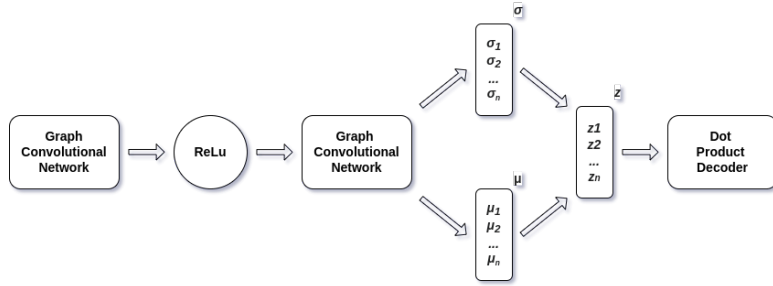 Graph
Convolutional
Network
ReLu
Graph
Convolutional
Network
σ
σ₁
σ₂
...
σₙ
μ
μ₁
μ₂
...
μₙ
z
z1
z2
...
zₙ
Dot
Product
Decoder